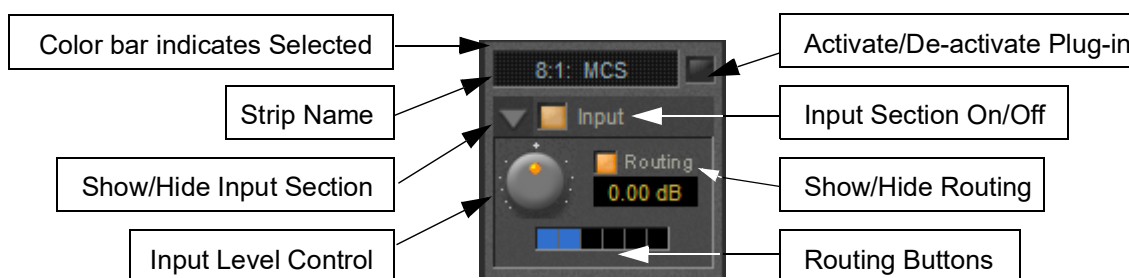 Color bar indicates Selected
Activate/De-activate Plug-in
8:1: MCS
Strip Name
Input
Input Section On/Off
Show/Hide Input Section
Routing
Show/Hide Routing
0.00 dB
Input Level Control
Routing Buttons